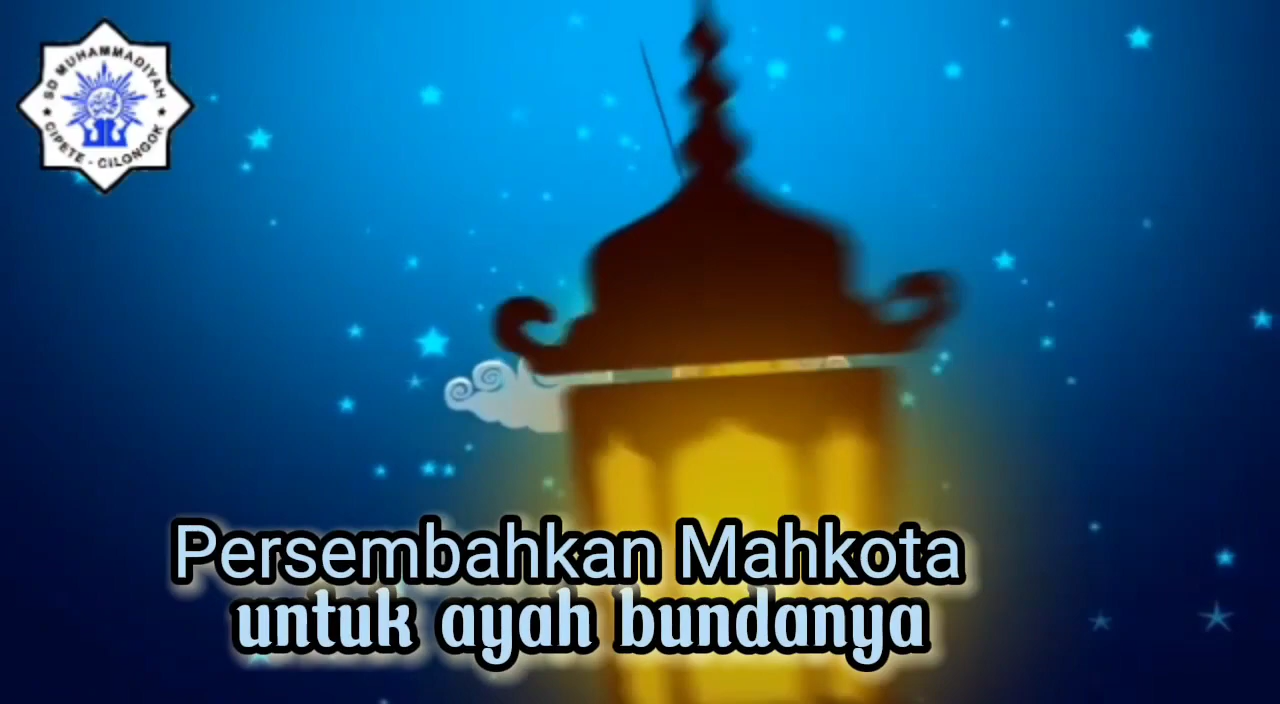 SD MUHAMMADIYAH
CIPETE - CILONGOK
Persembahkan Mahkota
untuk ayah bundanya